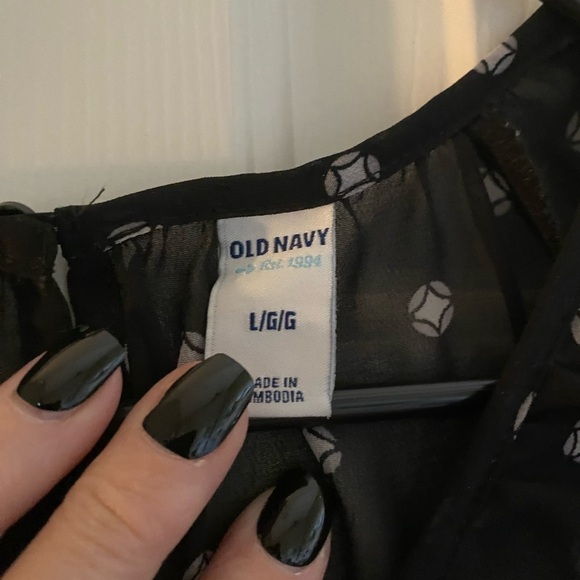 OLD NAVY
Est. 1994
L/G/G
ADE IN
MBODIA